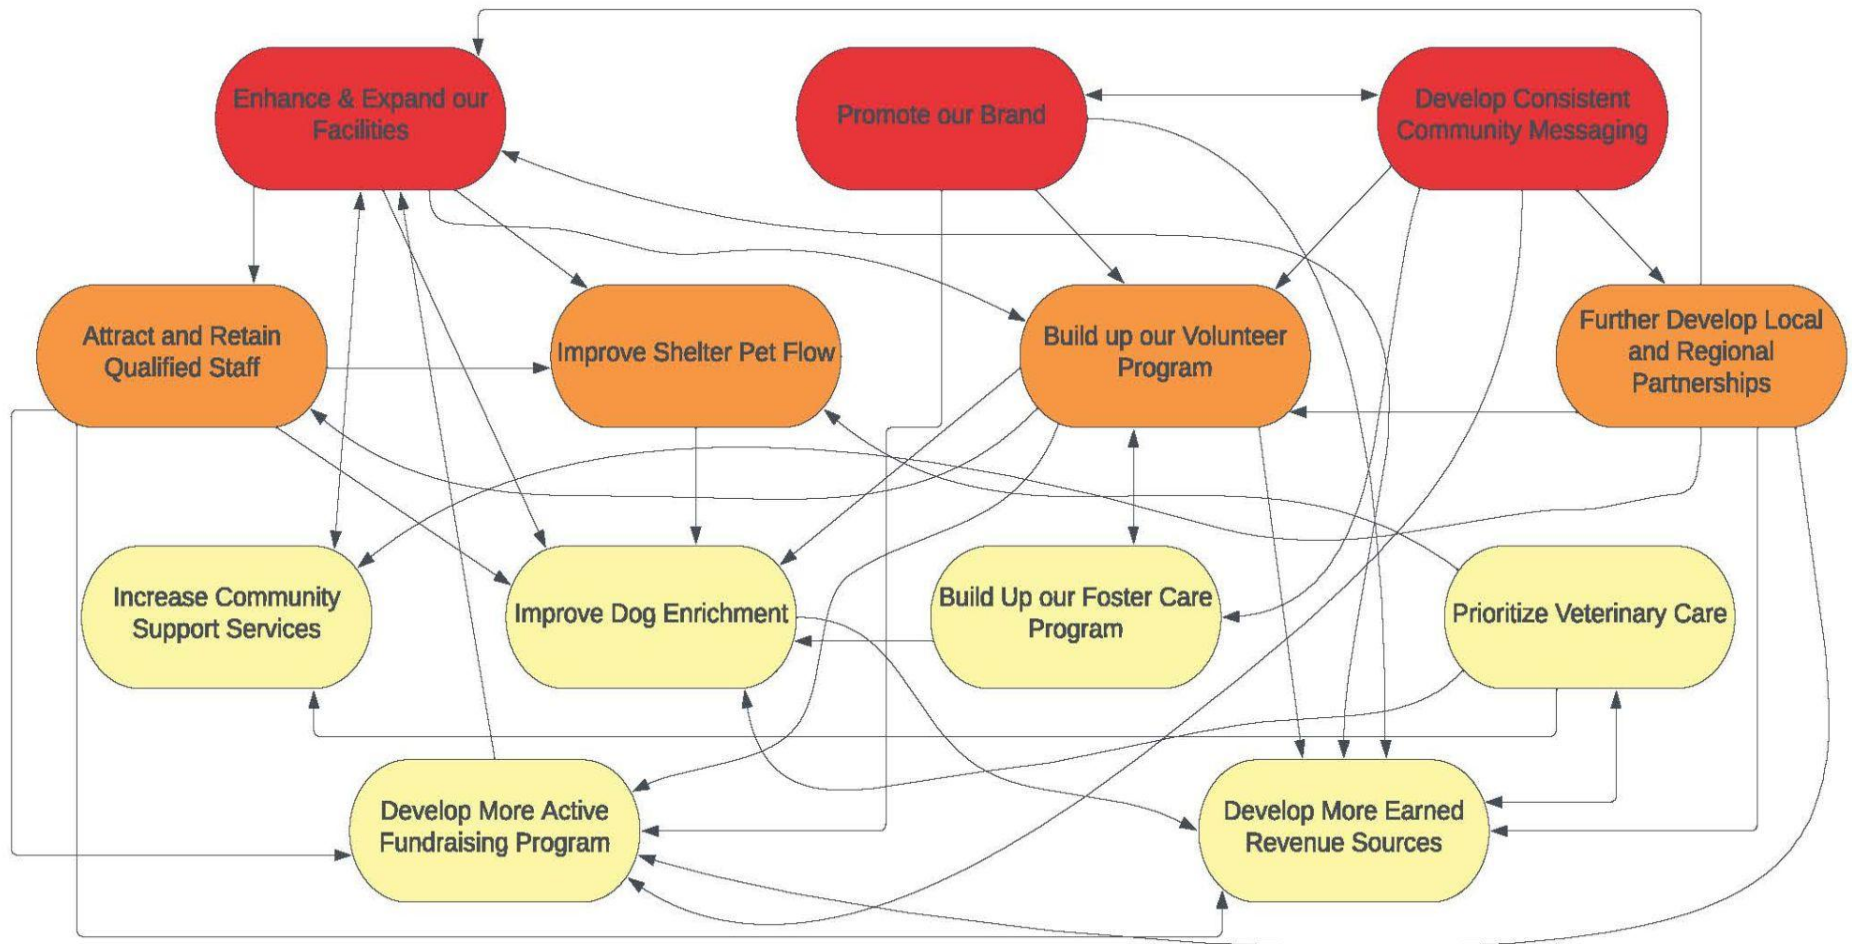 Enhance & Expand our
Facilities
Promote our Brand
Develop Consistent
Community Messaging
Attract and Retain
Qualified Staff
Improve Shelter Pet Flow
Build up our Volunteer
Program
Further Develop Local
and Regional
Partnerships
Increase Community
Support Services
Improve Dog Enrichment
Build Up our Foster Care
Program
Prioritize Veterinary Care
Develop More Active
Fundraising Program
Develop More Earned
Revenue Sources